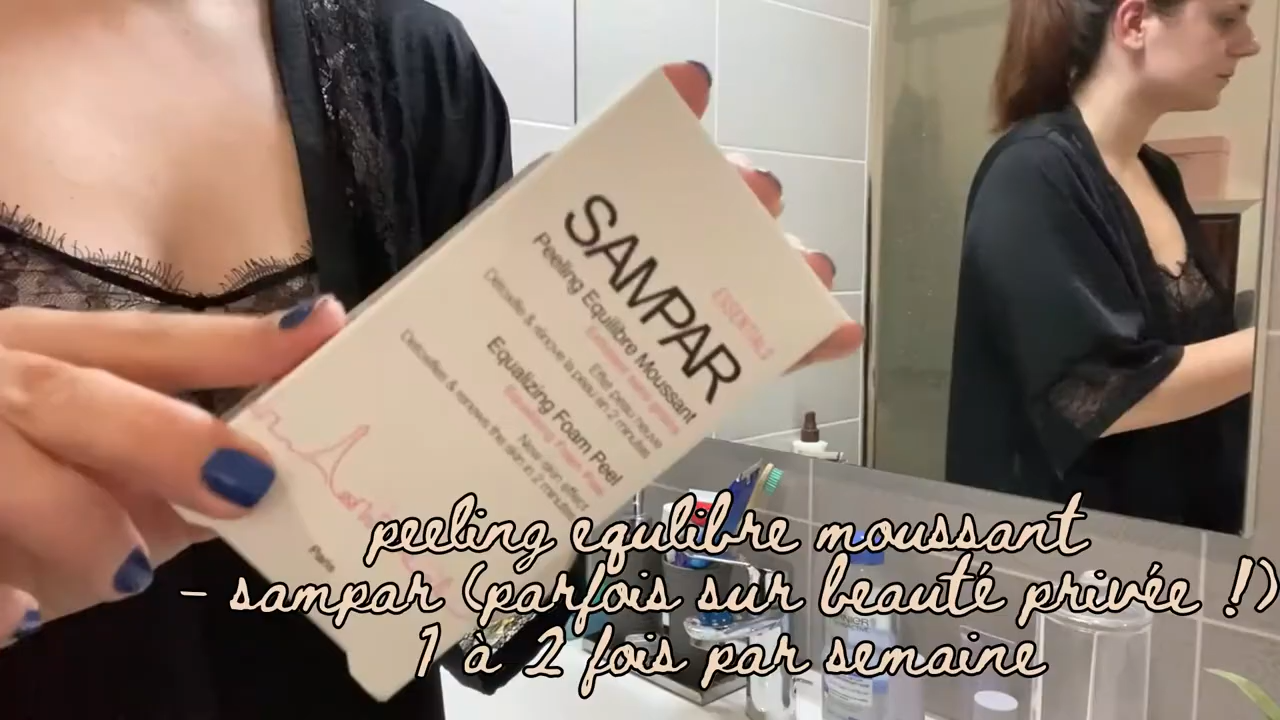 ESSENTIALS
SAMPAR
Peeling Equilibre Moussant
Effet peau neuve
Détoxifie & rénove la peau en 2 minutes
Equalizing Foam Peel
New skin effect
Detoxifies & renews the skin in 2 minutes
Paris
peeling equlibre moussant
- sampar (parfois sur beauté privée !)
1 à 2 fois par semaine